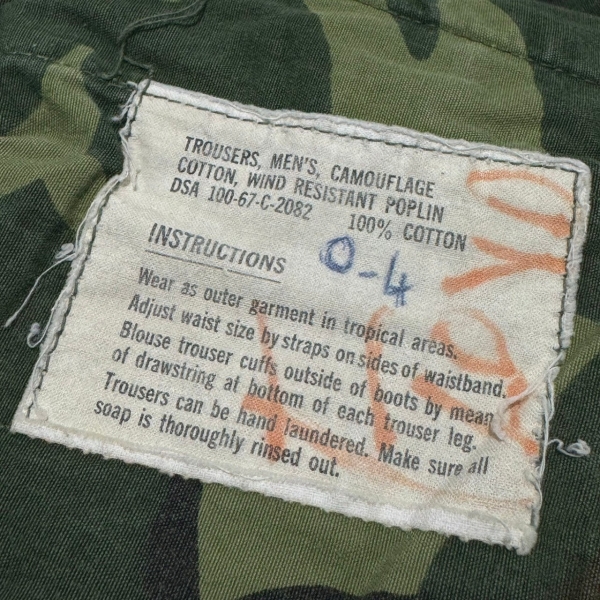 TROUSERS, MEN'S, CAMOUFLAGE
COTTON, WIND RESISTANT POPLIN
DSA 100-67-C-2082 100% COTTON
INSTRUCTIONS
O-4
Wear as outer garment in tropical areas.
Adjust waist size by straps on sides of waistband.
Blouse trouser cuffs outside of boots by mean
of drawstring at bottom of each trouser leg.
Trousers can be hand laundered. Make sure all
soap is thoroughly rinsed out.